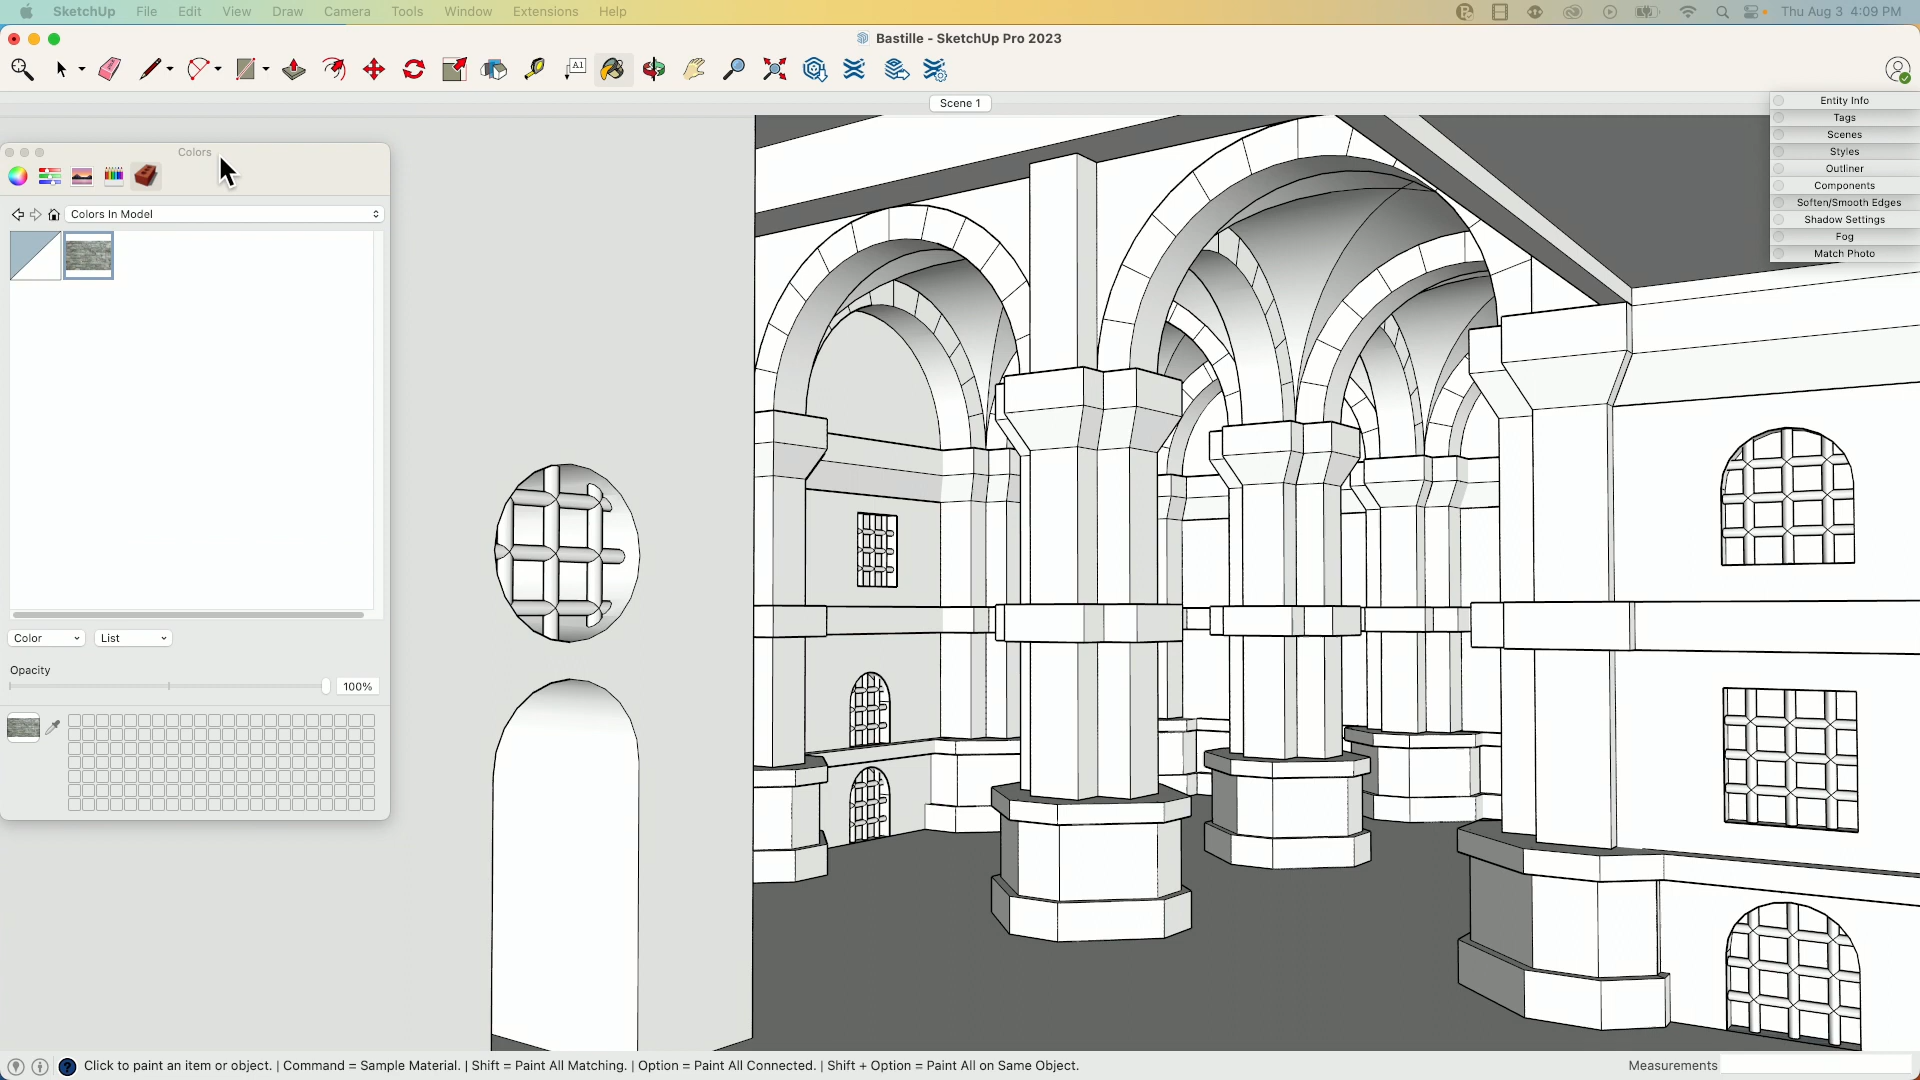 SketchUp File Edit View Draw Camera Tools Window Extensions Help
Thu Aug 3 4:09 PM
Bastille - SketchUp Pro 2023
A1
Scene 1
Entity Info
Tags
Scenes
Styles
Outliner
Components
Soften/Smooth Edges
Shadow Settings
Fog
Match Photo
Colors
Colors In Model
Color
List
Opacity
100%
Click to paint an item or object. | Command = Sample Material. | Shift = Paint All Matching. | Option = Paint All Connected. | Shift + Option = Paint All on Same Object.
Measurements